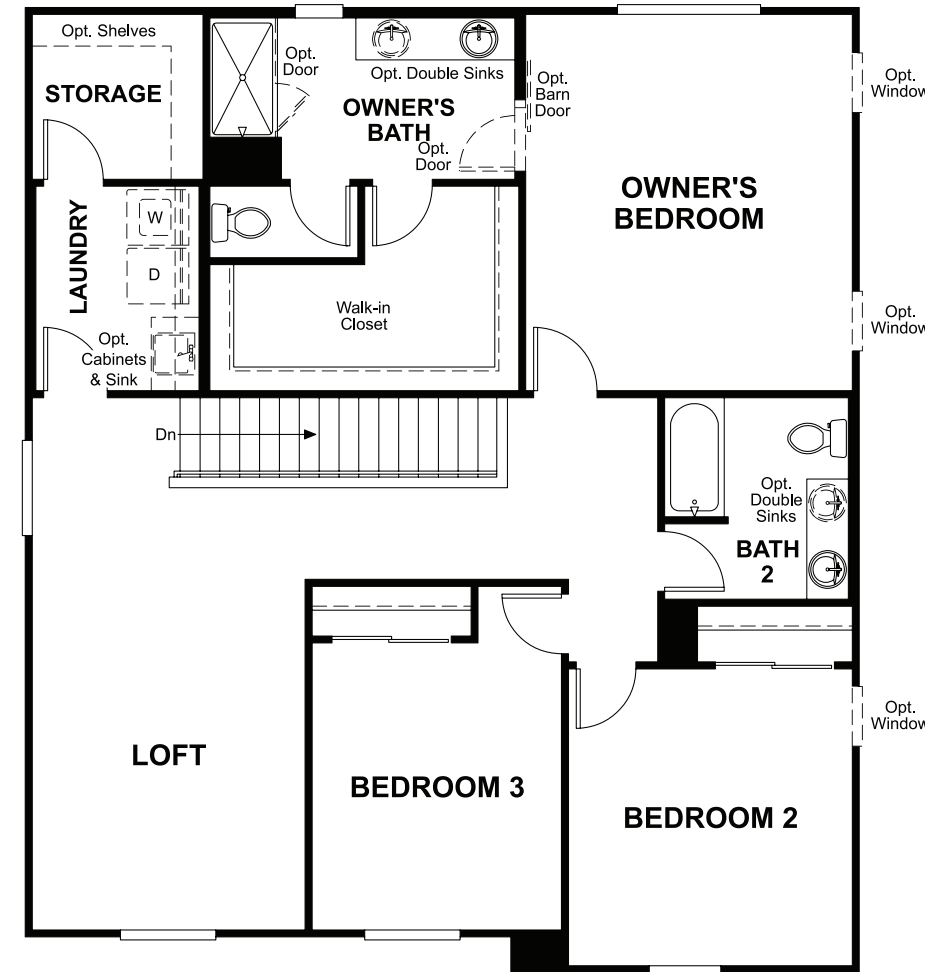 Opt. Shelves
STORAGE
Opt.
Door
Opt. Double Sinks
OWNER'S
BATH
Opt.
Door
Opt.
Barn
Door
Opt.
Window
OWNER'S
BEDROOM
LAUNDRY
W
D
Opt.
Cabinets
& Sink
Walk-in
Closet
Opt.
Window
Dn
Opt.
Double
Sinks
BATH
2
LOFT
BEDROOM 3
BEDROOM 2
Opt.
Window